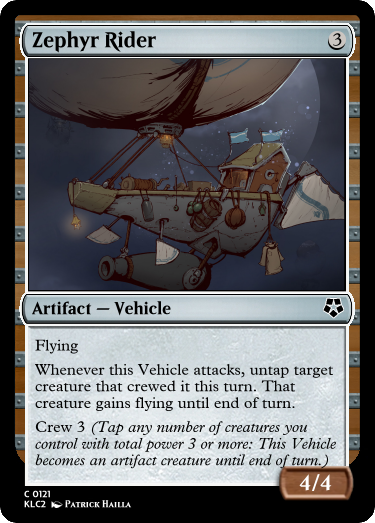 Zephyr Rider
3
Artifact — Vehicle
Flying
Whenever this Vehicle attacks, untap target
creature that crewed it this turn. That
creature gains flying until end of turn.
Crew 3 (Tap any number of creatures you
control with total power 3 or more: This Vehicle
becomes an artifact creature until end of turn.)
4/4
C 0121
KLC2 Patrick Hailla